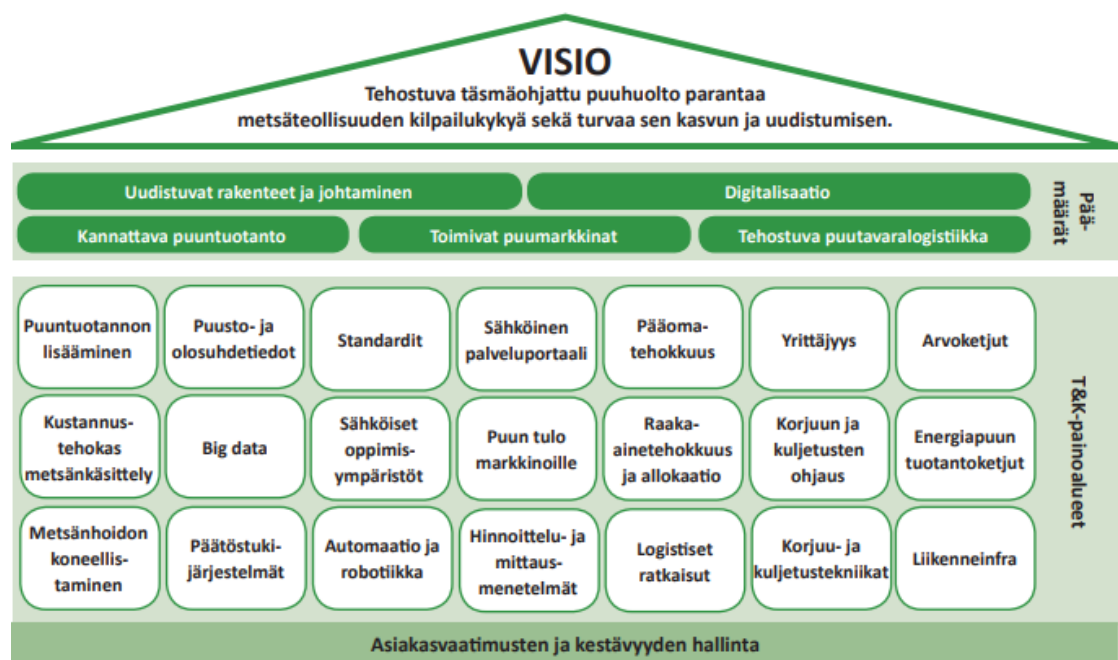 VISIO
Tehostuva täsmäohjattu puuhuolto parantaa
metsäteollisuuden kilpailukykyä sekä turvaa sen kasvun ja uudistumisen.
Uudistuvat rakenteet ja johtaminen
Digitalisaatio
Kannattava puuntuotanto
Toimivat puumarkkinat
Tehostuva puutavaralogistiikka
Pää-
määrät
Puuntuotannon
lisääminen
Puusto- ja
olosuhdetiedot
Standardit
Sähköinen
palveluportaali
Pääoma-
tehokkuus
Yrittäjyys
Arvoketjut
Kustannus-
tehokas
metsänkäsittely
Big data
Sähköiset
oppimis-
ympäristöt
Puun tulo
markkinoille
Raaka-
ainetehokkuus
ja allokaatio
Korjuun ja
kuljetusten
ohjaus
Energiapuun
tuotantoketjut
Metsänhoidon
koneellis-
taminen
Päätöstuki-
järjestelmät
Automaatio ja
robotiikka
Hinnoittelu- ja
mittaus-
menetelmät
Logistiset
ratkaisut
Korjuu- ja
kuljetustekniikat
Liikenneinfra
T&K-painoalueet
Asiakasvaatimusten ja kestävyyden hallinta